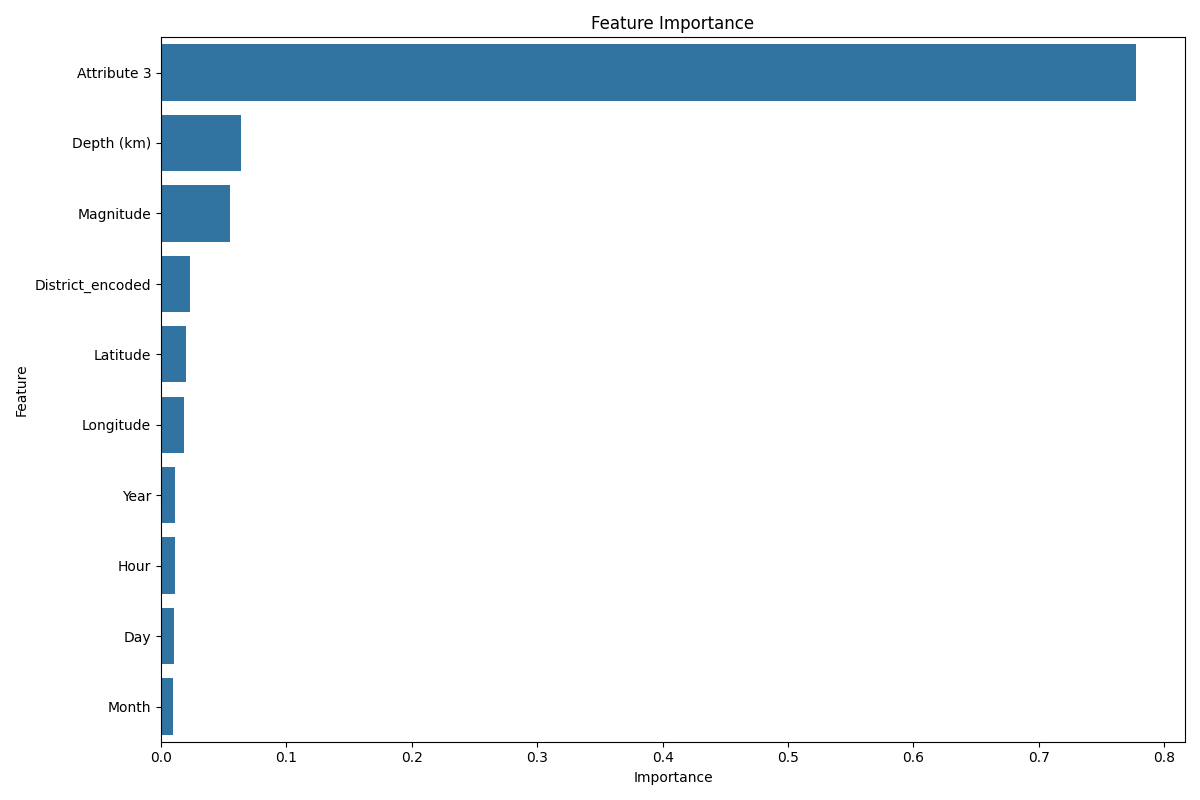 Feature Importance
Attribute 3
Depth (km)
Magnitude
District_encoded
Latitude
Longitude
Year
Hour
Day
Month
Feature
0.0 0.1 0.2 0.3 0.4 0.5 0.6 0.7 0.8
Importance